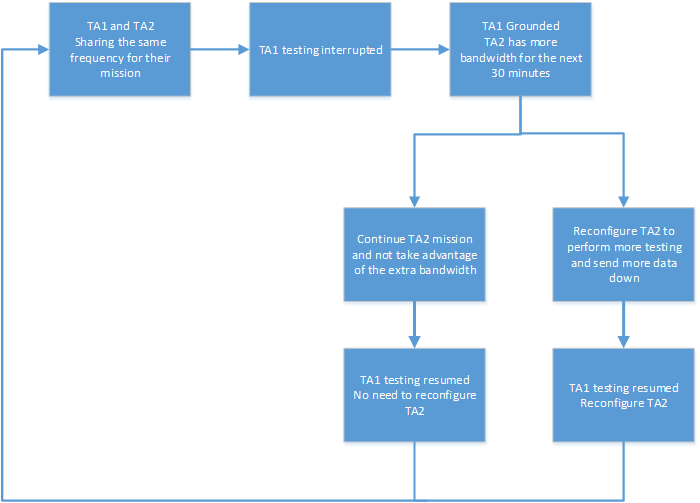 TA1 and TA2
Sharing the same
frequency for their
mission
TA1 testing interrupted
TA1 Grounded
TA2 has more
bandwidth for the next
30 minutes
Continue TA2 mission
and not take advantage
of the extra bandwidth
Reconfigure TA2 to
perform more testing
and send more data
down
TA1 testing resumed
No need to reconfigure
TA2
TA1 testing resumed
Reconfigure TA2